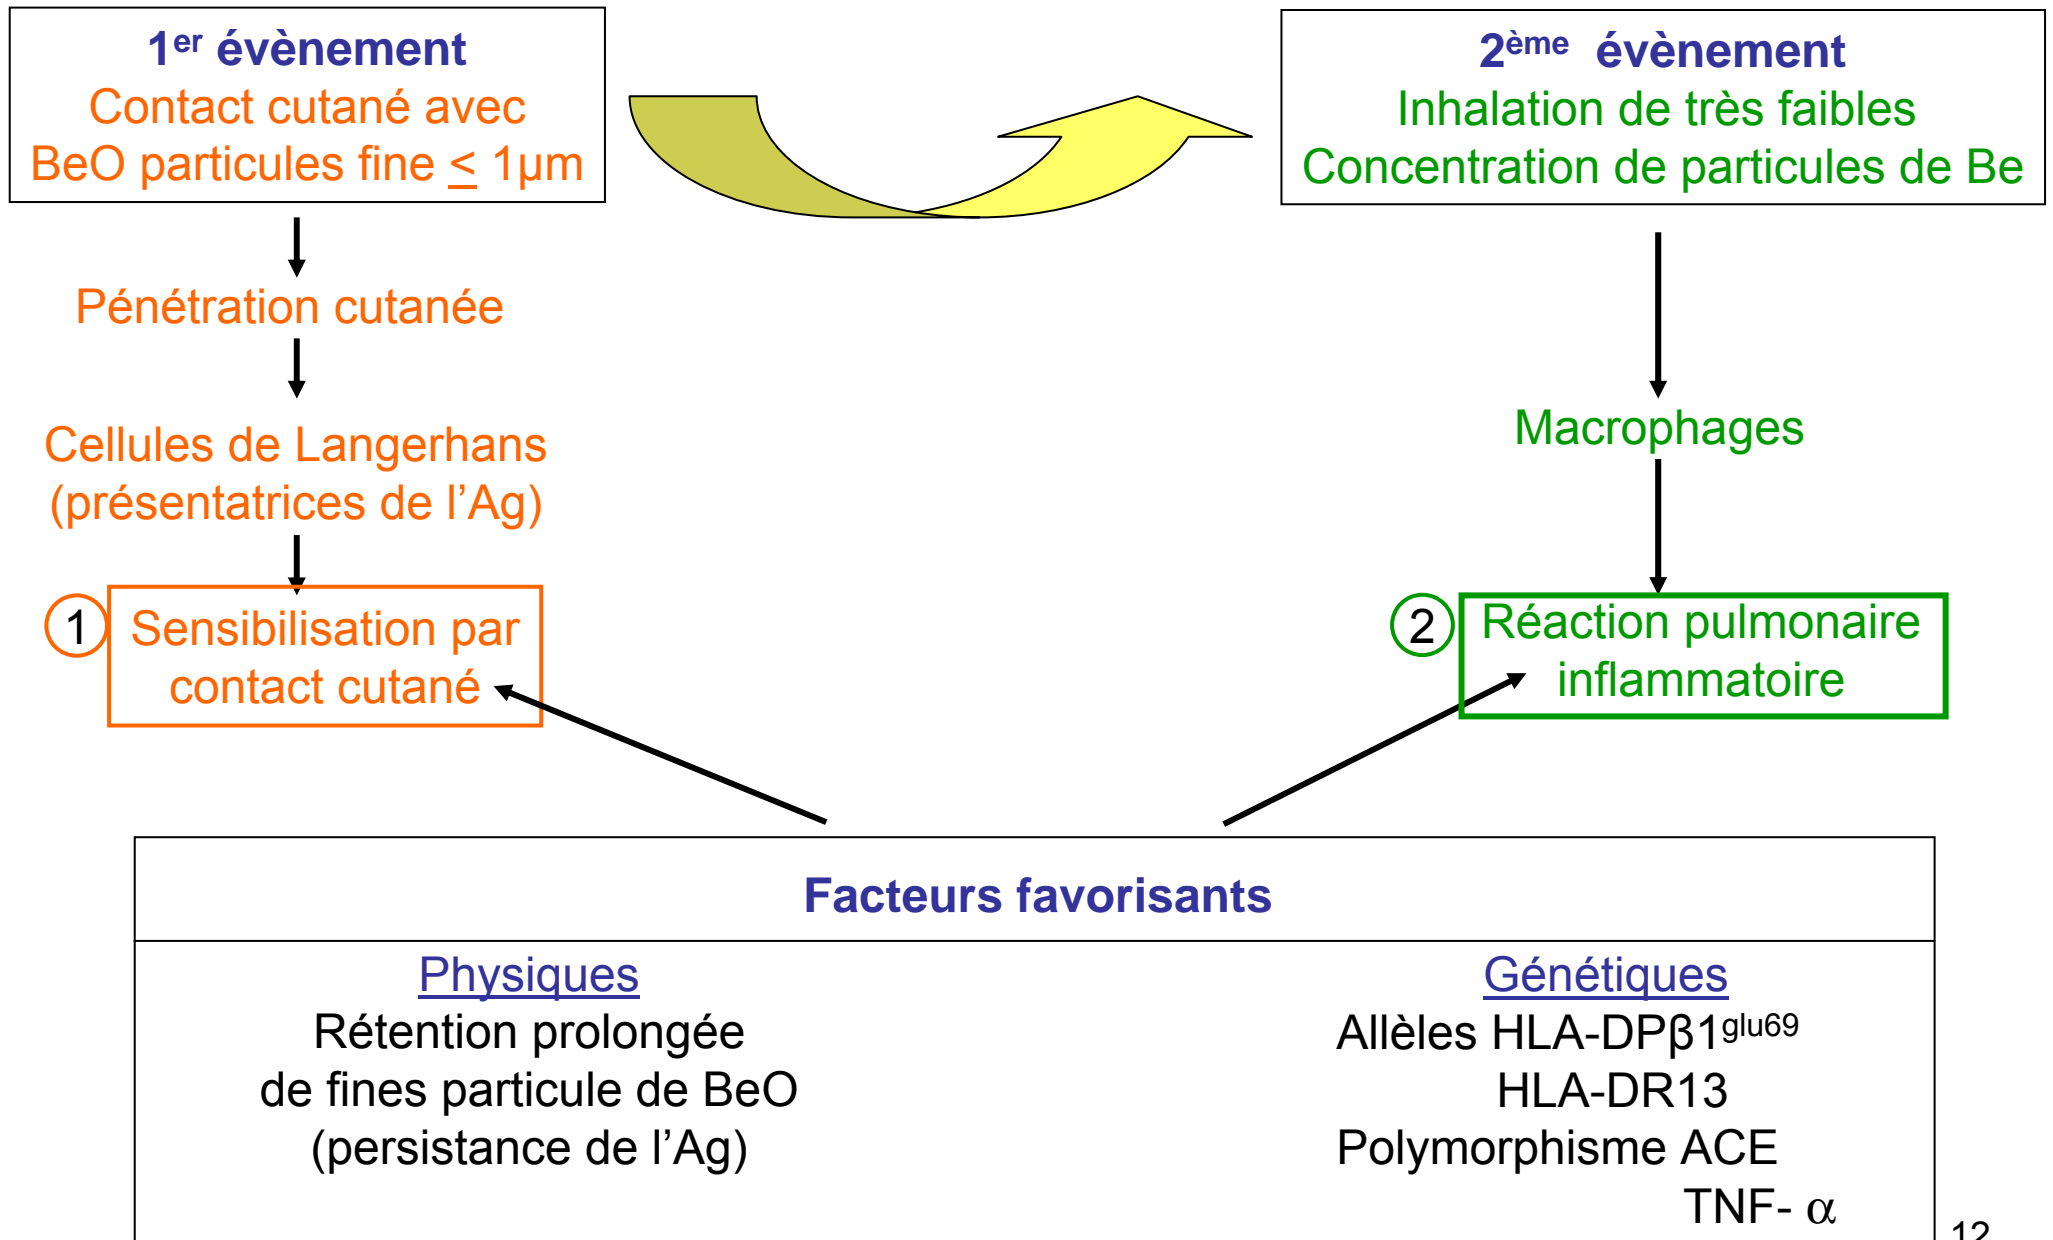 1er évènement
Contact cutané avec
BeO particules fine < 1µm
2ème évènement
Inhalation de très faibles
Concentration de particules de Be
Pénétration cutanée
Cellules de Langerhans
(présentatrices de l'Ag)
1
Sensibilisation par
contact cutané
Macrophages
2
Réaction pulmonaire
inflammatoire
Facteurs favorisants
Physiques
Rétention prolongée
de fines particule de BeO
(persistance de l'Ag)
Génétiques
Allèles HLA-DPβ1glu69
HLA-DR13
Polymorphisme ACE
TNF- α
12